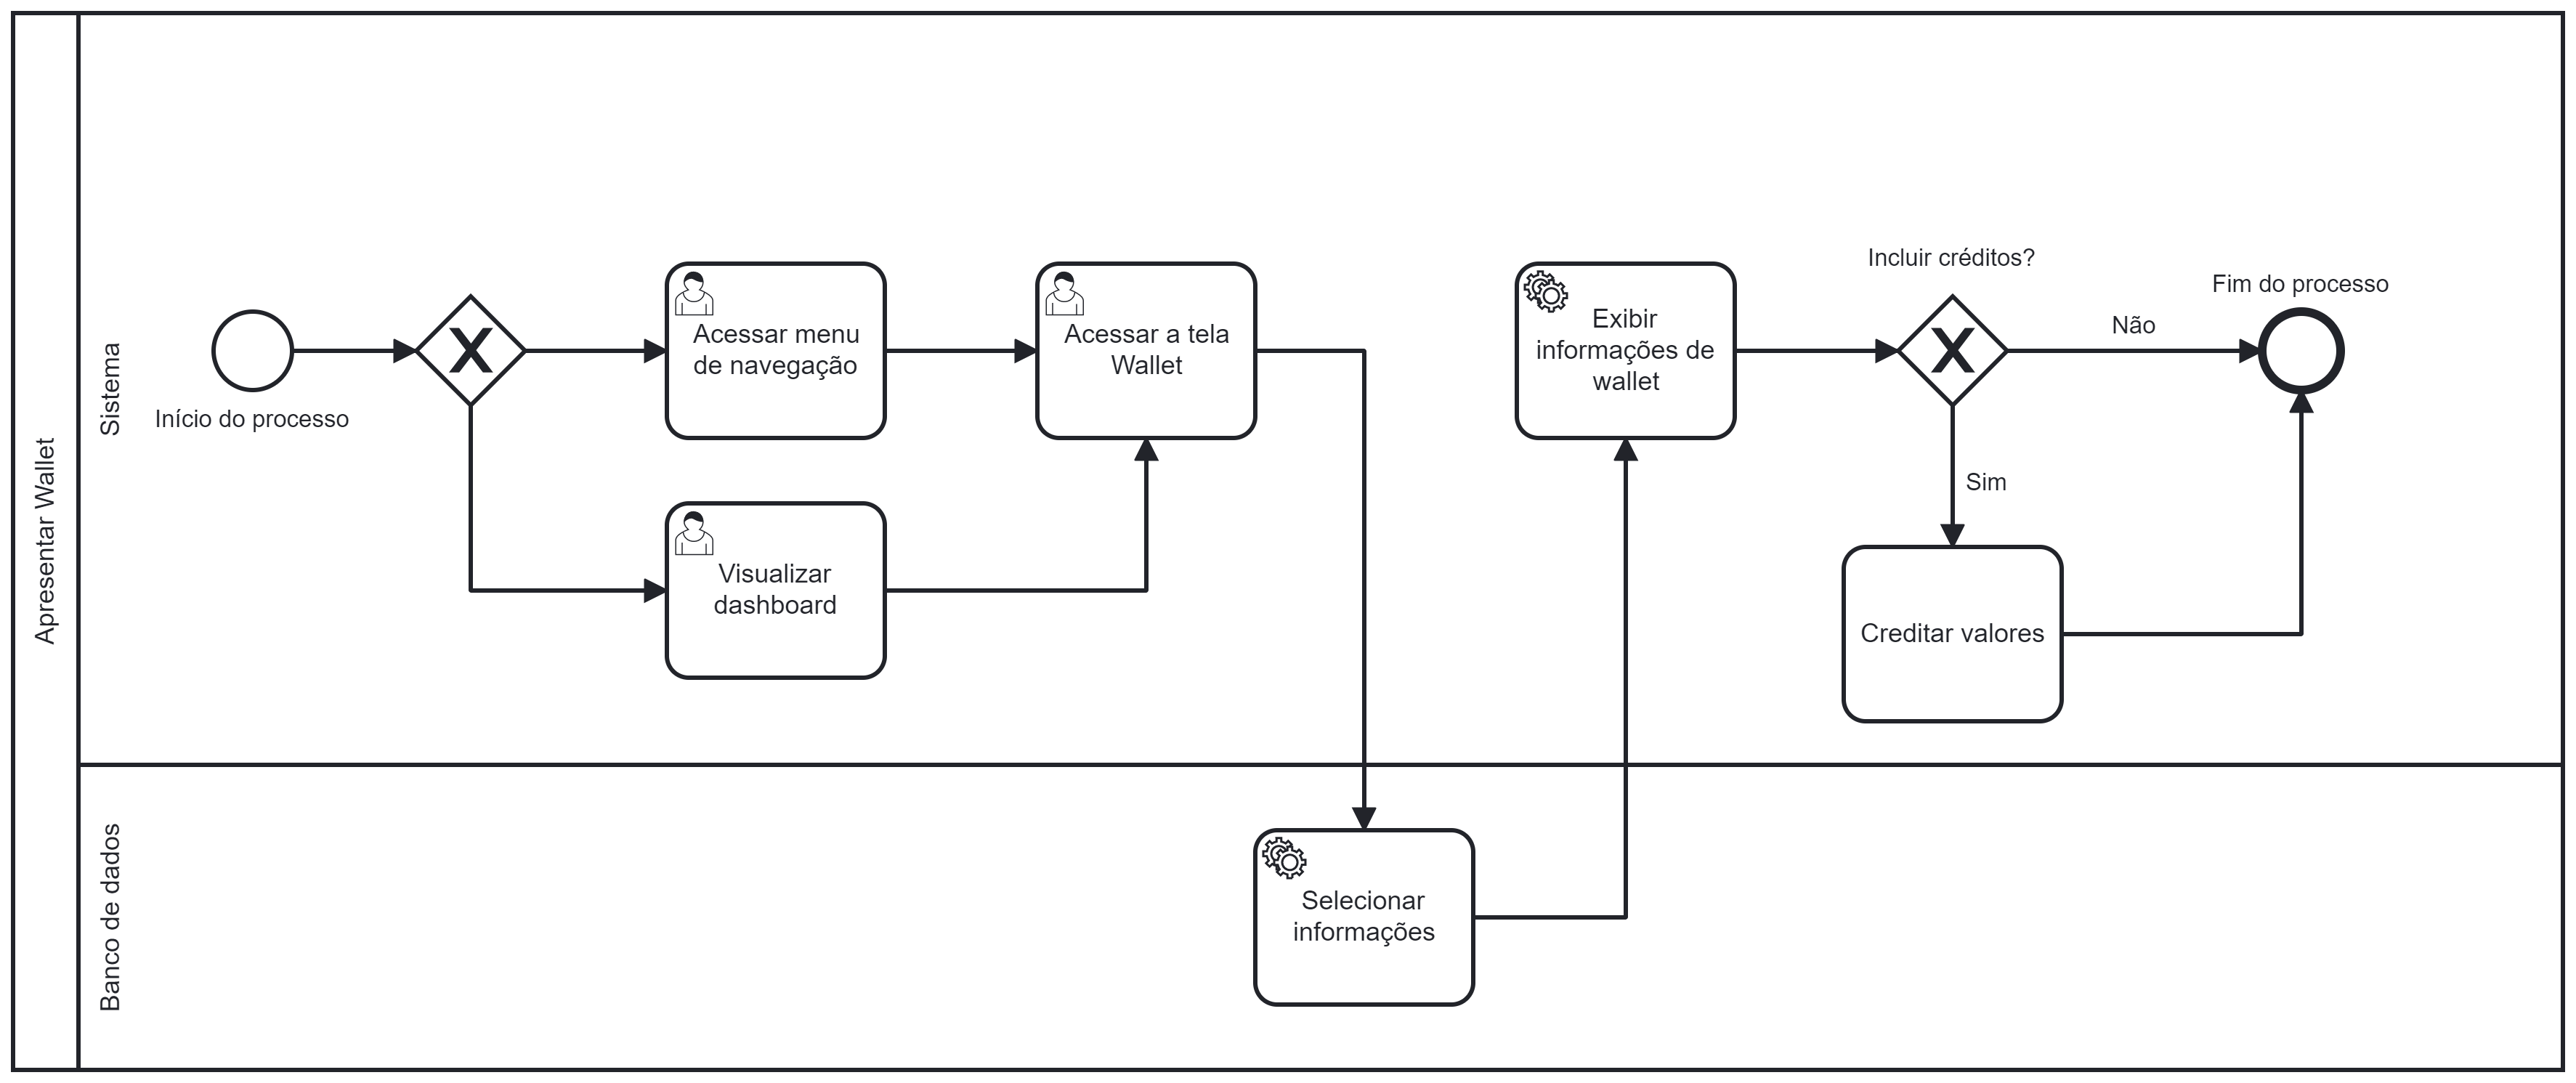 Apresentar Wallet
Sistema
Início do processo
Acessar menu
de navegação
Acessar a tela
Wallet
Visualizar
dashboard
Exibir
informações de
wallet
Incluir créditos?
Não
Fim do processo
Sim
Creditar valores
Banco de dados
Selecionar
informações